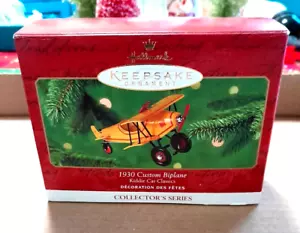 Hallmark
KEEPSAKE
ORNAMENT
1930 Custom Biplane
Kiddie Car Classics
DÉCORATION DES FÊTES
COLLECTOR'S SERIES